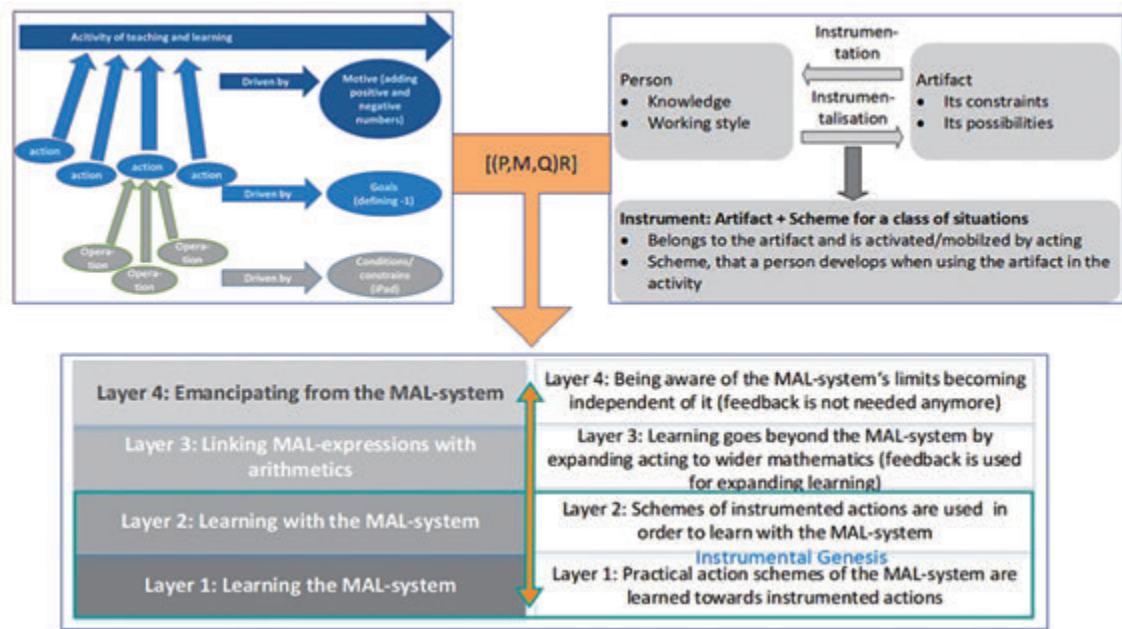 Acitivity of teaching and learning
Driven by
Motive (adding
positive and
negative
numbers)
action
action
action
action
Driven by
Goals
(defining -1)
Opera-
tion
Opera-
tion
Opera-
tion
Driven by
Conditions/
constrains
(iPad)
[(P,M,Q)R]
Person
• Knowledge
• Working style
Instrumen-
tation
Instrumen-
talisation
Artifact
• Its constraints
• Its possibilities
Instrument: Artifact + Scheme for a class of situations
• Belongs to the artifact and is activated/mobilzed by acting
• Scheme, that a person develops when using the artifact in the
activity
Layer 4: Emancipating from the MAL-system
Layer 4: Being aware of the MAL-system's limits becoming
independent of it (feedback is not needed anymore)
Layer 3: Linking MAL-expressions with
arithmetics
Layer 3: Learning goes beyond the MAL-system by
expanding acting to wider mathematics (feedback is used
for expanding learning)
Layer 2: Learning with the MAL-system
Layer 2: Schemes of instrumented actions are used in
order to learn with the MAL-system
Instrumental Genesis
Layer 1: Learning the MAL-system
Layer 1: Practical action schemes of the MAL-system are
learned towards instrumented actions